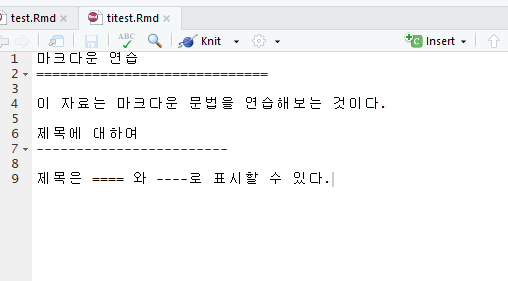 test.Rmd titest.Rmd
ABC Knit Insert
1 마크다운 연습
2 =============================
3
4 이 자료는 마크다운 문법을 연습해보는 것이다.
5
6 제목에 대하여
7 ------------------------
8
9 제목은 ==== 와 ----로 표시할 수 있다.